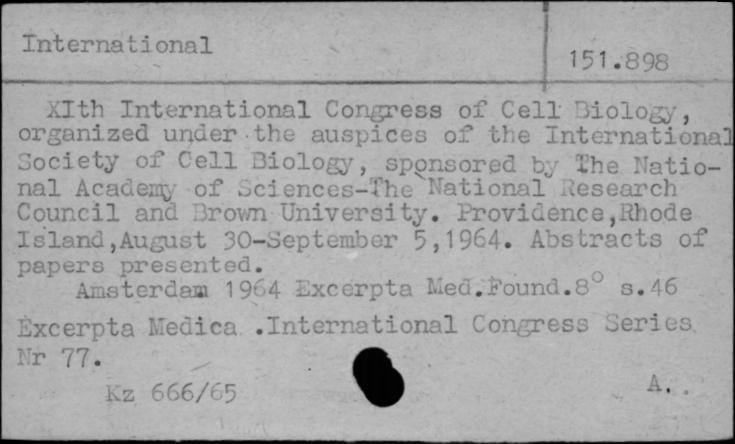 International
151.898
XIth International Congress of Cell Biology,
organized under the auspices of the International
Society of Cell Biology, sponsored by The Natio-
nal Academy of Sciences-The National Research
Council and Brown University. Providence,Rhode
Island,August 30-September 5,1964. Abstracts of
papers presented.
Amsterdam 1964 Excerpta Med.Found.8° s.46
Excerpta Medica .International Congress Series
Nr 77.
Kz 666/65
A..